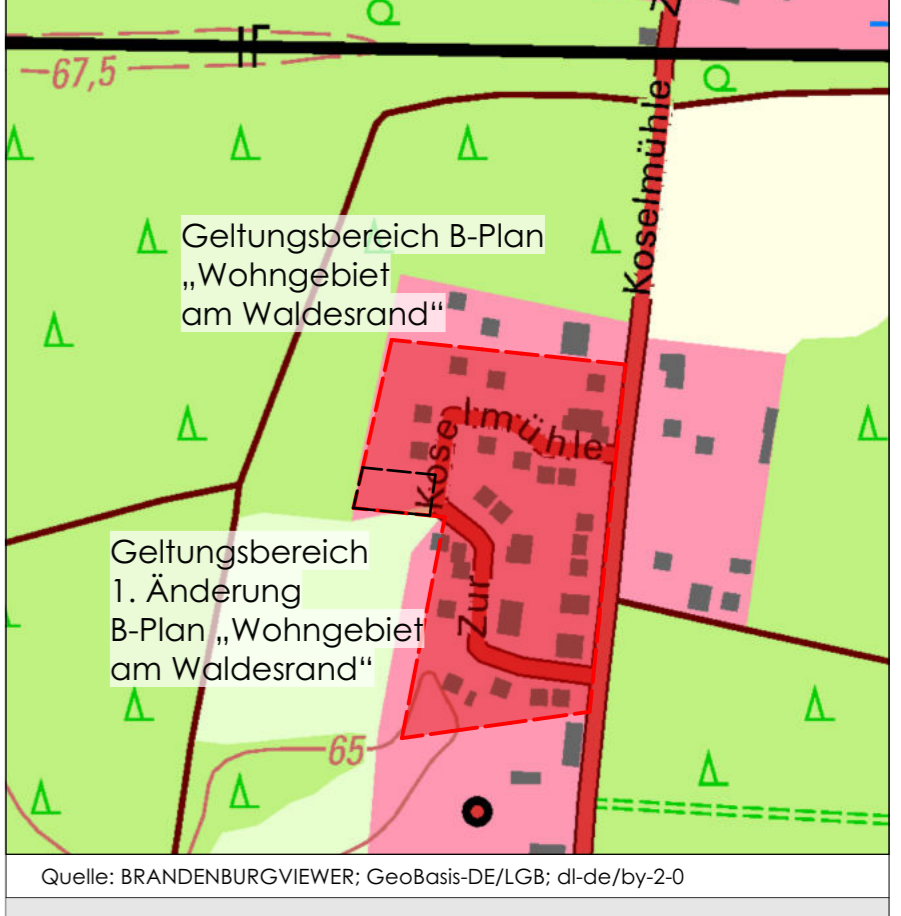 67,5
Koselmühle
Geltungsbereich B-Plan
„Wohngebiet
am Waldesrand“
Zur Koselmühle
Geltungsbereich
1. Änderung
B-Plan „Wohngebiet
am Waldesrand“
65
Quelle: BRANDENBURGVIEWER; GeoBasis-DE/LGB; dl-de/by-2-0